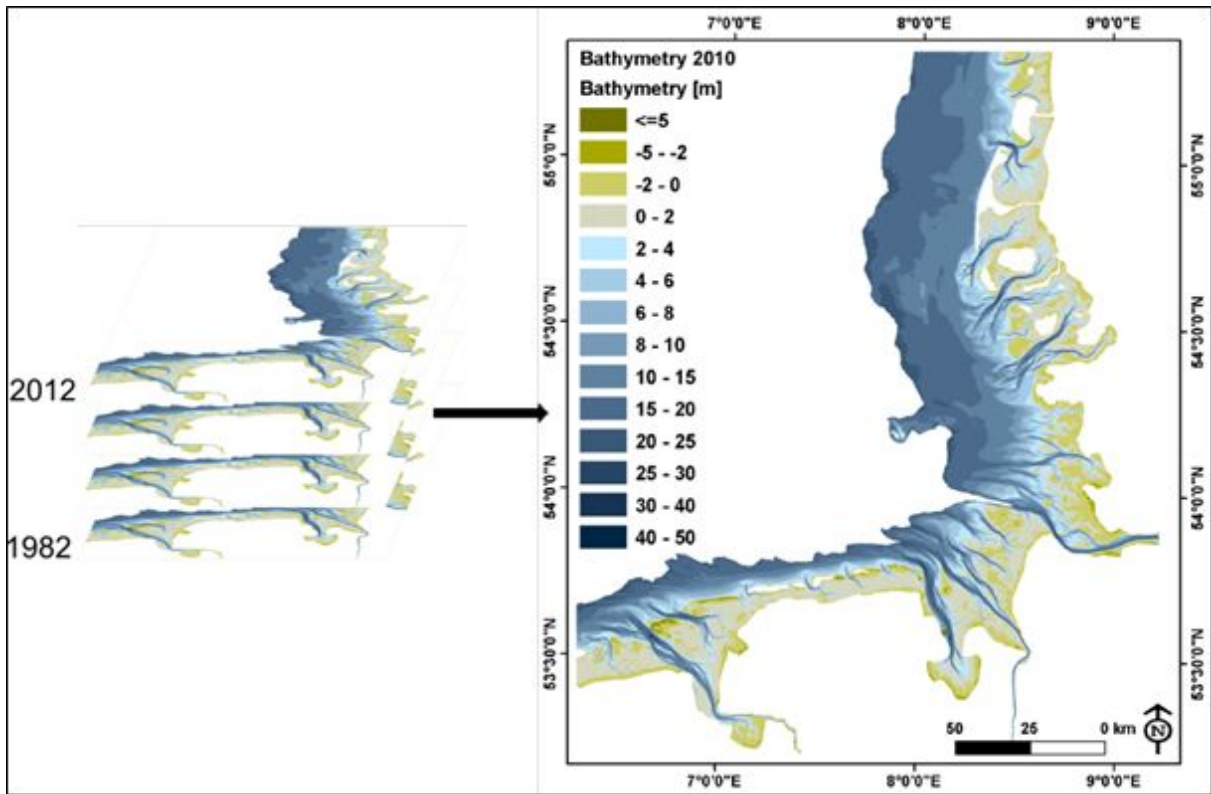 2012
1982
7°0'0"E 8°0'0"E 9°0'0"E
Bathymetry 2010
Bathymetry [m]
<=5
-5 - -2
-2 - 0
0 - 2
2 - 4
4 - 6
6 - 8
8 - 10
10 - 15
15 - 20
20 - 25
25 - 30
30 - 40
40 - 50
55°0'0"N
54°30'0"N
54°0'0"N
53°30'0"N
55°0'0"N
54°30'0"N
54°0'0"N
53°30'0"N
50 25 0 km
N
7°0'0"E 8°0'0"E 9°0'0"E